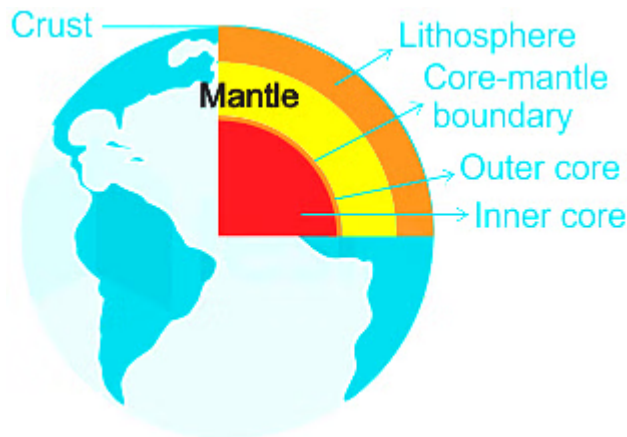 Crust
Lithosphere
Mantle
Core-mantle
boundary
Outer core
Inner core